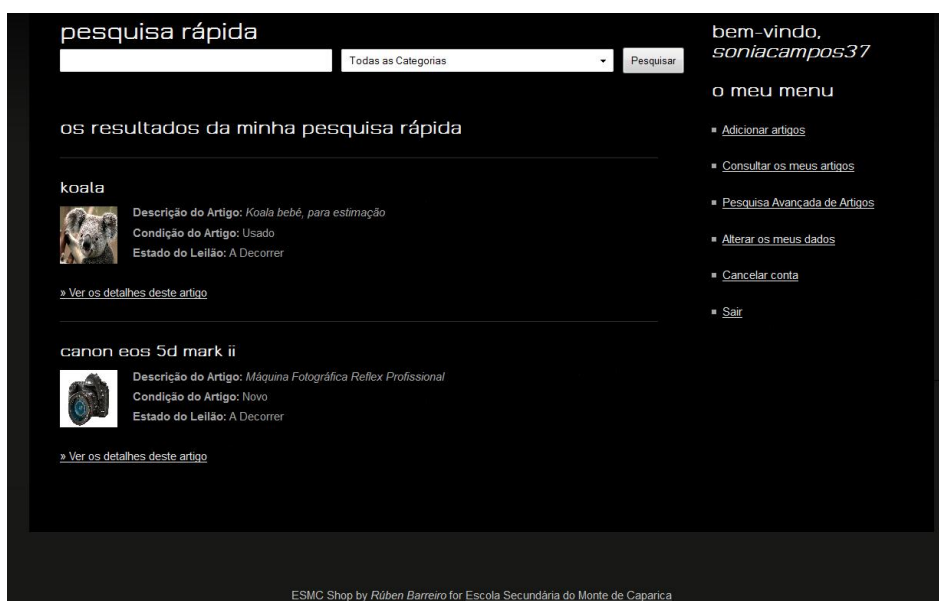 pesquisa rápida
Todas as Categorias
Pesquisar
os resultados da minha pesquisa rápida
koala
Descrição do Artigo: Koala bebé, para estimação
Condição do Artigo: Usado
Estado do Leilão: A Decorrer
» Ver os detalhes deste artigo
canon eos 5d mark ii
Descrição do Artigo: Máquina Fotográfica Reflex Profissional
Condição do Artigo: Novo
Estado do Leilão: A Decorrer
» Ver os detalhes deste artigo
bem-vindo,
soniacampos37
o meu menu
Adicionar artigos
Consultar os meus artigos
Pesquisa Avançada de Artigos
Alterar os meus dados
Cancelar conta
Sair
ESMC Shop by Rúben Barreiro for Escola Secundária do Monte de Caparica